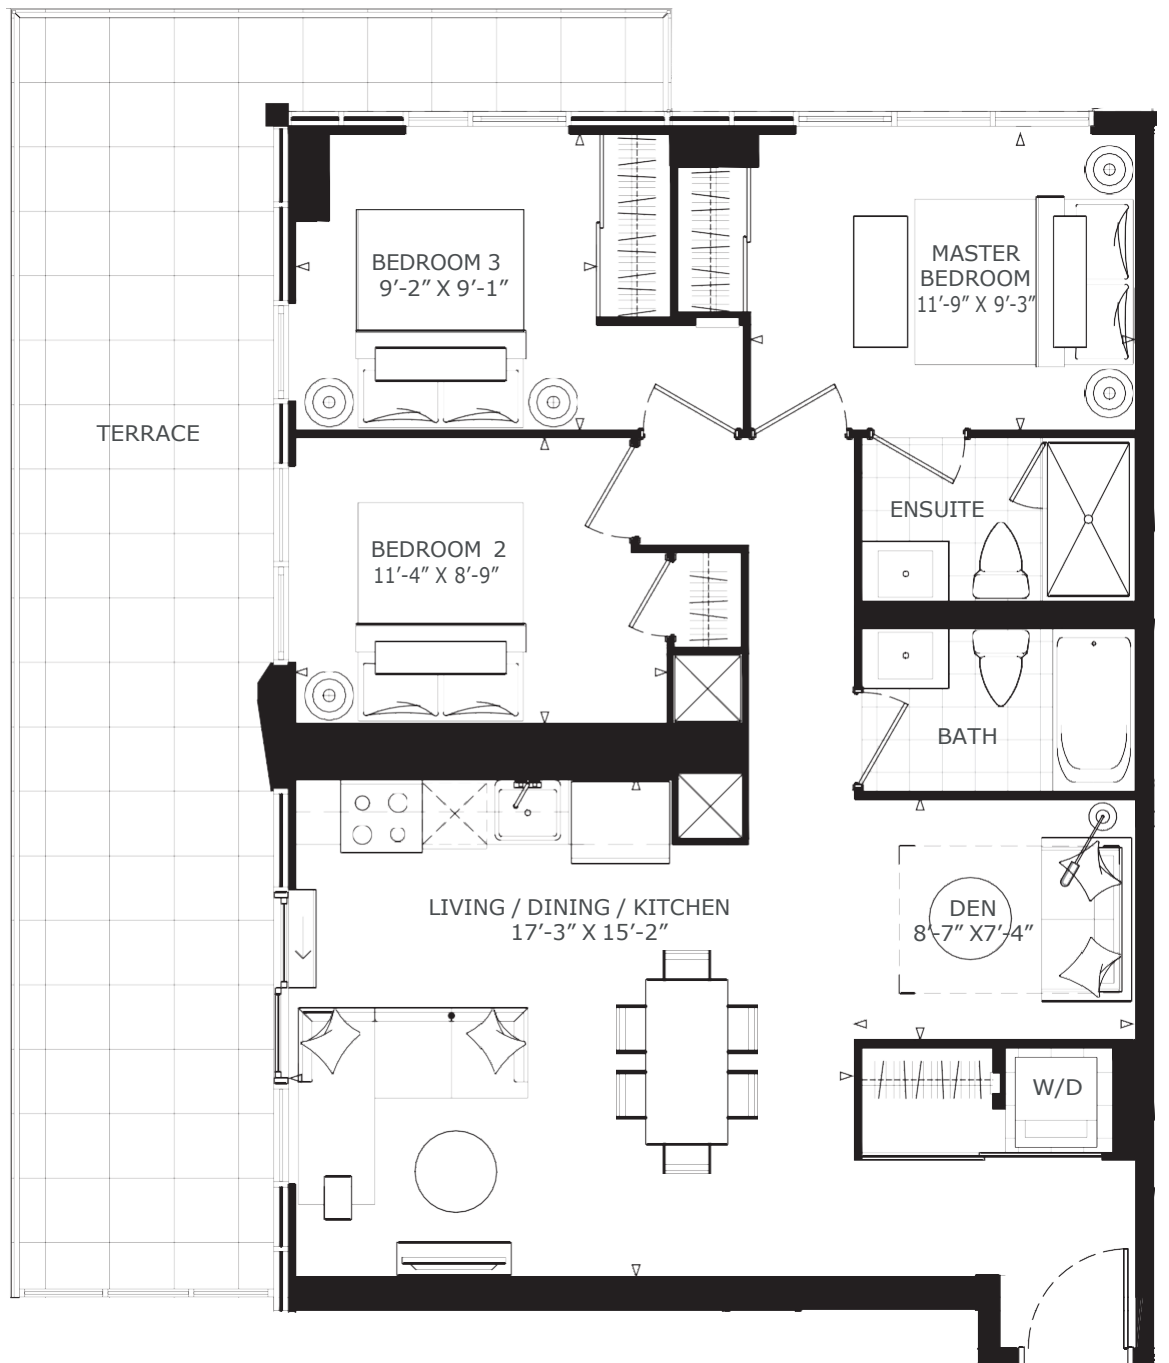 BEDROOM 3
9'-2” X 9'-1”
MASTER
BEDROOM
11'-9” X 9'-3”
TERRACE
ENSUITE
BEDROOM 2
11'-4” X 8'-9”
BATH
LIVING / DINING / KITCHEN
17'-3” X 15'-2”
DEN
8'-7” X7'-4”
W/D